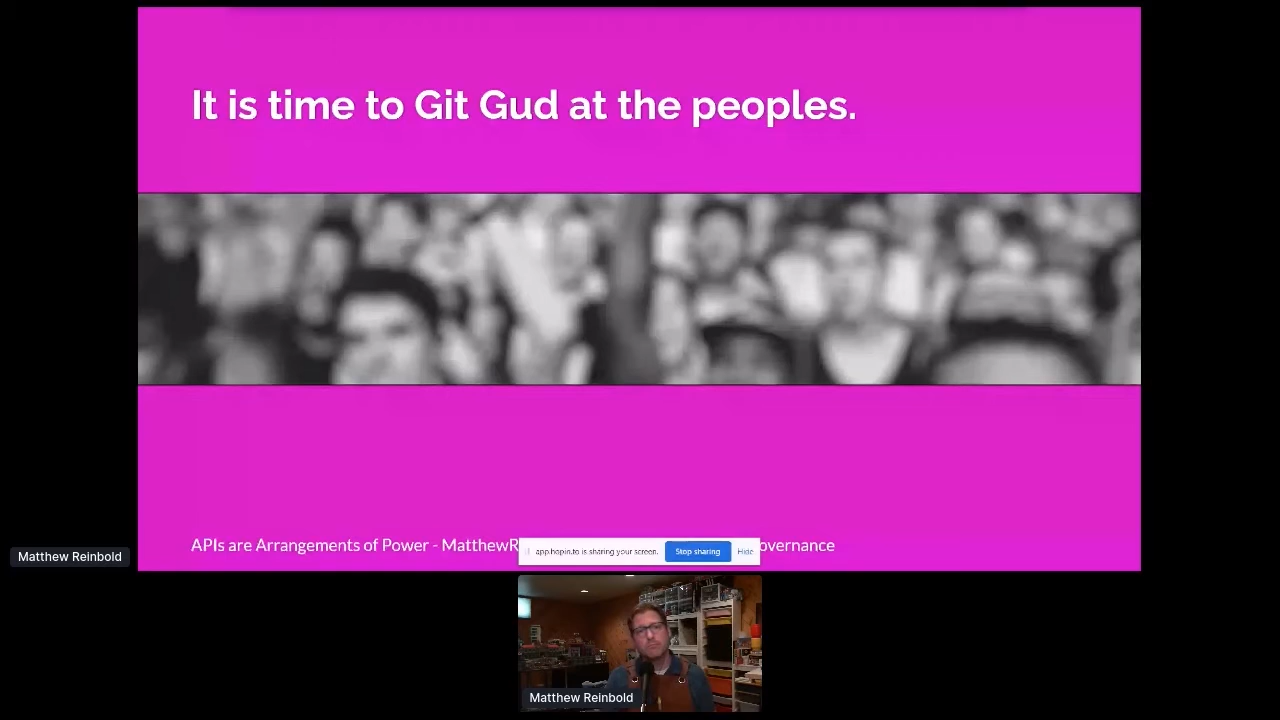 It is time to Git Gud at the peoples.
APIs are Arrangements of Power - MatthewR
overnance
app.hopin.to is sharing your screen.
Stop sharing
Hide
Matthew Reinbold
Matthew Reinbold